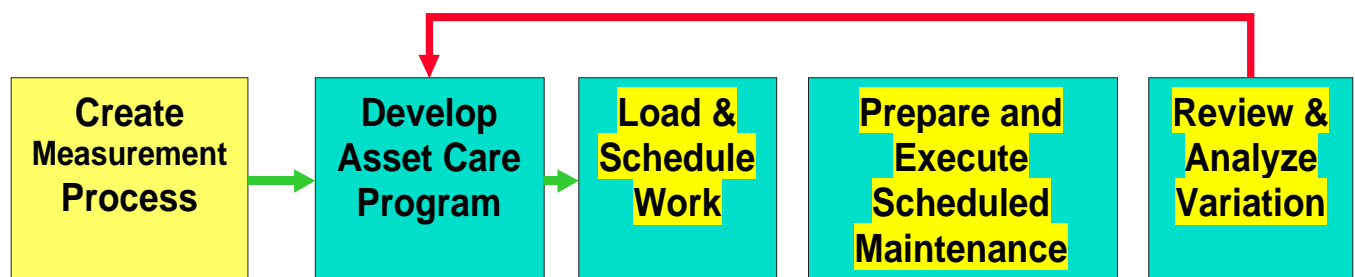 Create
Measurement
Process
Develop
Asset Care
Program
Load &
Schedule
Work
Prepare and
Execute
Scheduled
Maintenance
Review &
Analyze
Variation